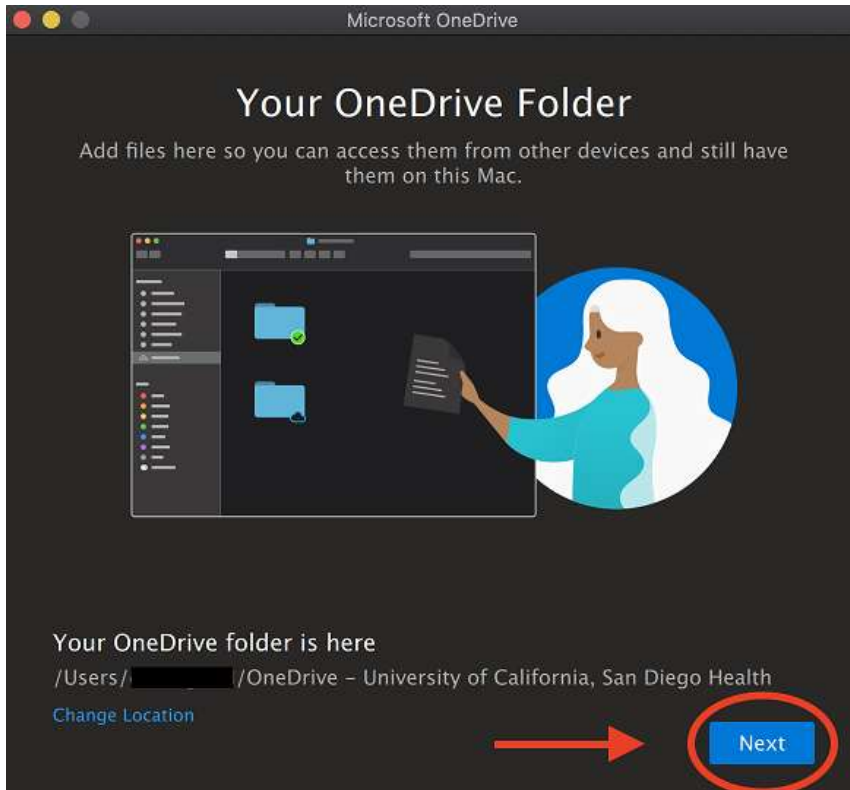 Microsoft OneDrive
Your OneDrive Folder
Add files here so you can access them from other devices and still have
them on this Mac.
Your OneDrive folder is here
/Users/ /OneDrive – University of California, San Diego Health
Change Location
Next